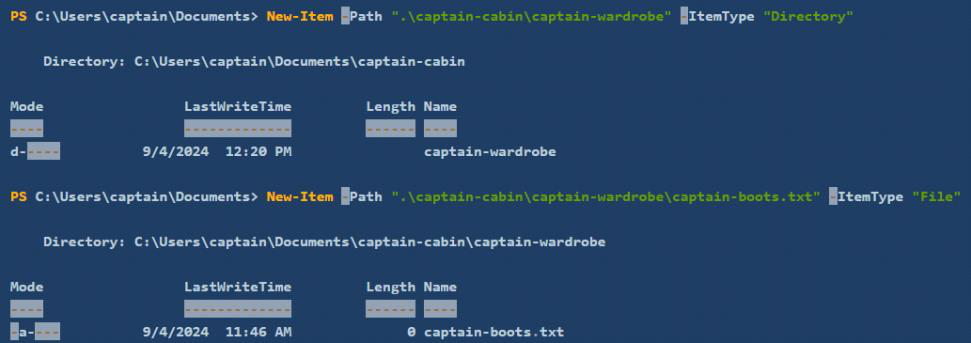 PS C:\Users\captain\Documents> New-Item -Path ".\captain-cabin\captain-wardrobe" -ItemType "Directory"
Directory: C:\Users\captain\Documents\captain-cabin
Mode LastWriteTime Length Name
---- ------------- ------ ----
d----- 9/4/2024 12:20 PM captain-wardrobe
PS C:\Users\captain\Documents> New-Item -Path ".\captain-cabin\captain-wardrobe\captain-boots.txt" -ItemType "File"
Directory: C:\Users\captain\Documents\captain-cabin\captain-wardrobe
Mode LastWriteTime Length Name
---- ------------- ------ ----
-a---- 9/4/2024 11:46 AM 0 captain-boots.txt